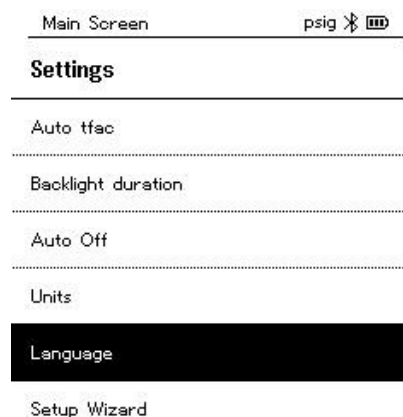 Main Screen psig
Settings
Auto tfac
Backlight duration
Auto Off
Units
Language
Setup Wizard